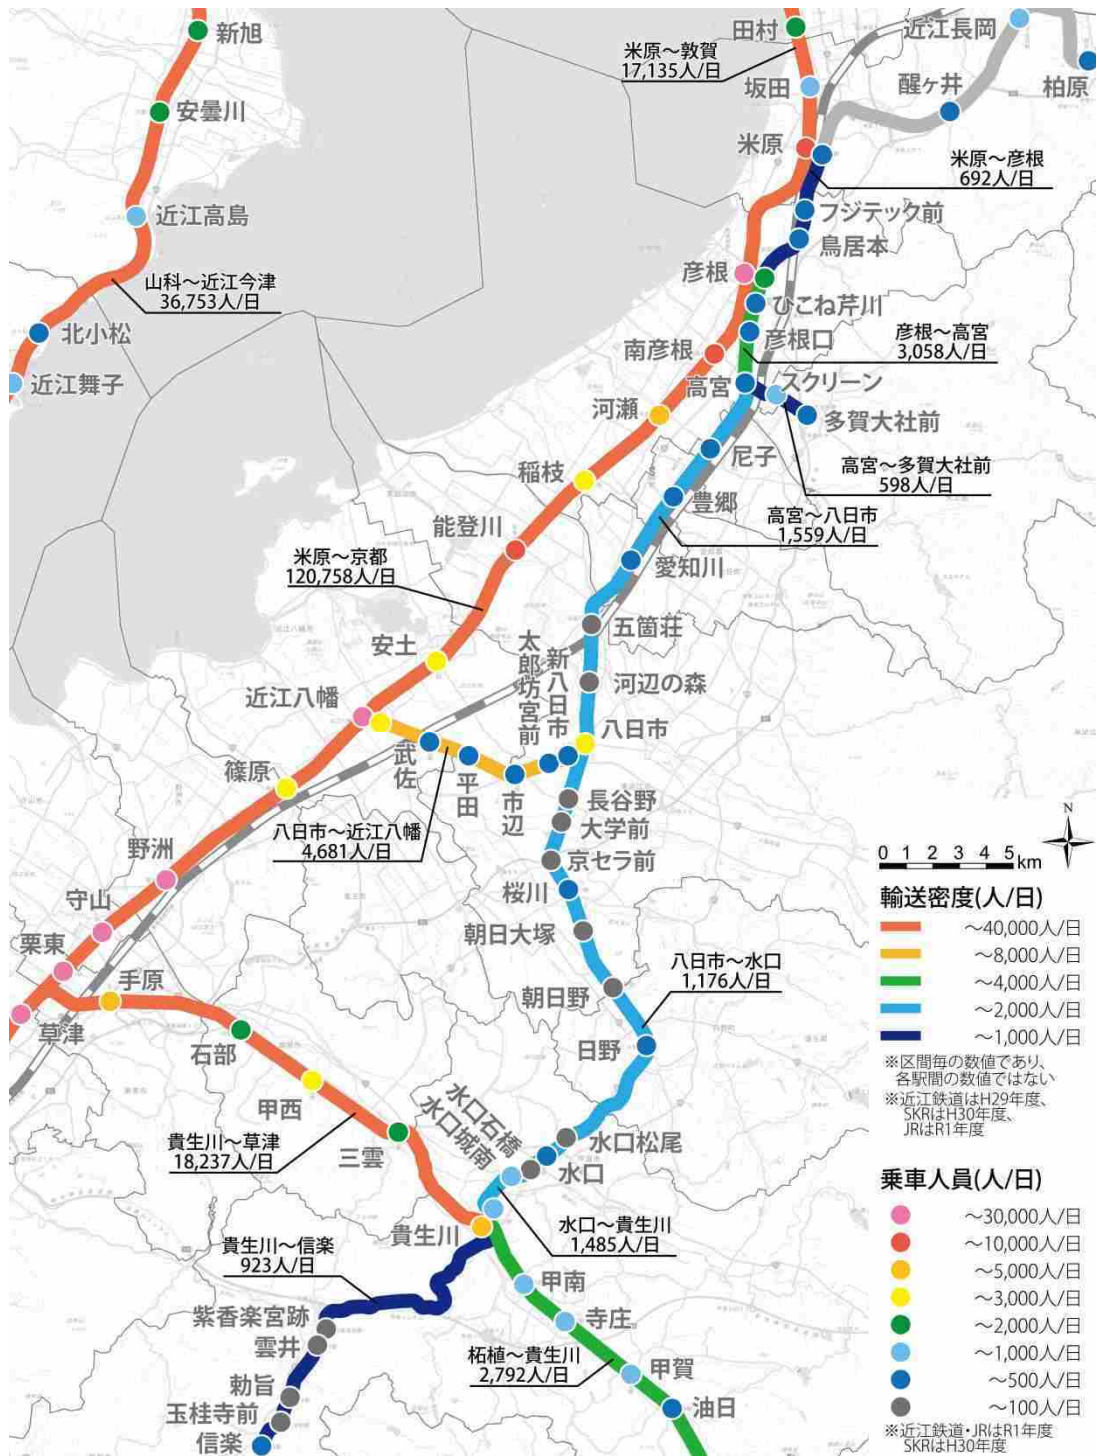 新旭
田村
近江長岡
米原～敦賀
17,135人/日
安曇川
坂田
醒ヶ井
柏原
米原
米原～彦根
692人/日
近江高島
フジテック前
鳥居本
山科～近江今津
36,753人/日
彦根
ひこね芹川
北小松
彦根口
彦根～高宮
3,058人/日
南彦根
近江舞子
高宮
スクリーン
河瀬
多賀大社前
尼子
高宮～多賀大社前
598人/日
稲枝
豊郷
高宮～八日市
1,559人/日
能登川
米原～京都
120,758人/日
愛知川
五箇荘
安土
太郎坊宮前
新八日市
河辺の森
近江八幡
八日市
武佐
平田
市辺
篠原
長谷野
大学前
八日市～近江八幡
4,681人/日
野洲
京セラ前
桜川
守山
朝日大塚
栗東
手原
八日市～水口
1,176人/日
朝日野
草津
石部
日野
甲西
水口石橋
水口城南
水口松尾
貴生川～草津
18,237人/日
三雲
水口
貴生川
水口～貴生川
1,485人/日
貴生川～信楽
923人/日
甲南
紫香楽宮跡
寺庄
雲井
柘植～貴生川
2,792人/日
甲賀
勅旨
玉桂寺前
油日
信楽
N
0 1 2 3 4 5 km
輸送密度(人/日)
～40,000人/日
～8,000人/日
～4,000人/日
～2,000人/日
～1,000人/日
※区間毎の数値であり、
各駅間の数値ではない
※近江鉄道はH29年度、
SKRはH30年度、
JRはR1年度
乗車人員(人/日)
～30,000人/日
～10,000人/日
～5,000人/日
～3,000人/日
～2,000人/日
～1,000人/日
～500人/日
～100人/日
※近江鉄道・JRはR1年度
SKRはH30年度